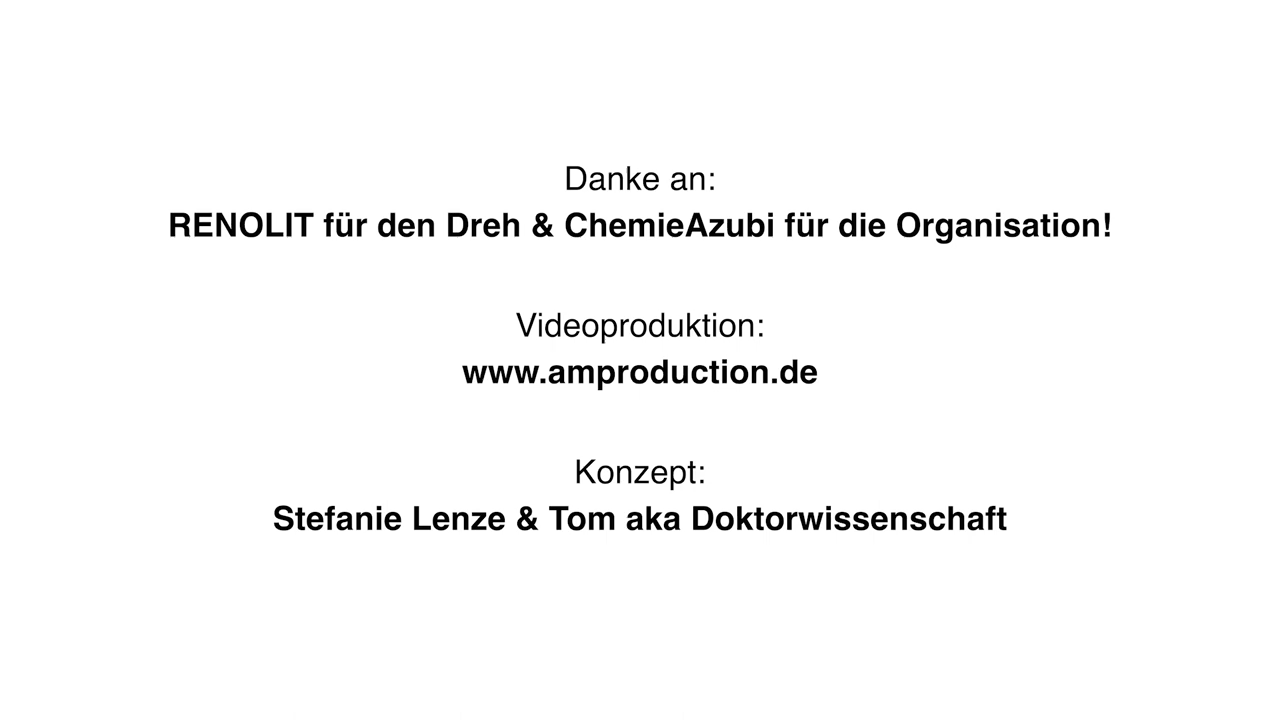 Danke an:
RENOLIT für den Dreh & ChemieAzubi für die Organisation!
Videoproduktion:
www.amproduction.de
Konzept:
Stefanie Lenze & Tom aka Doktorwissenschaft